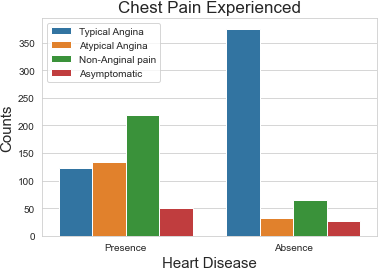 Chest Pain Experienced
Typical Angina
Atypical Angina
Non-Anginal pain
Asymptomatic
Counts
350
300
250
200
150
100
50
0
Presence Absence
Heart Disease